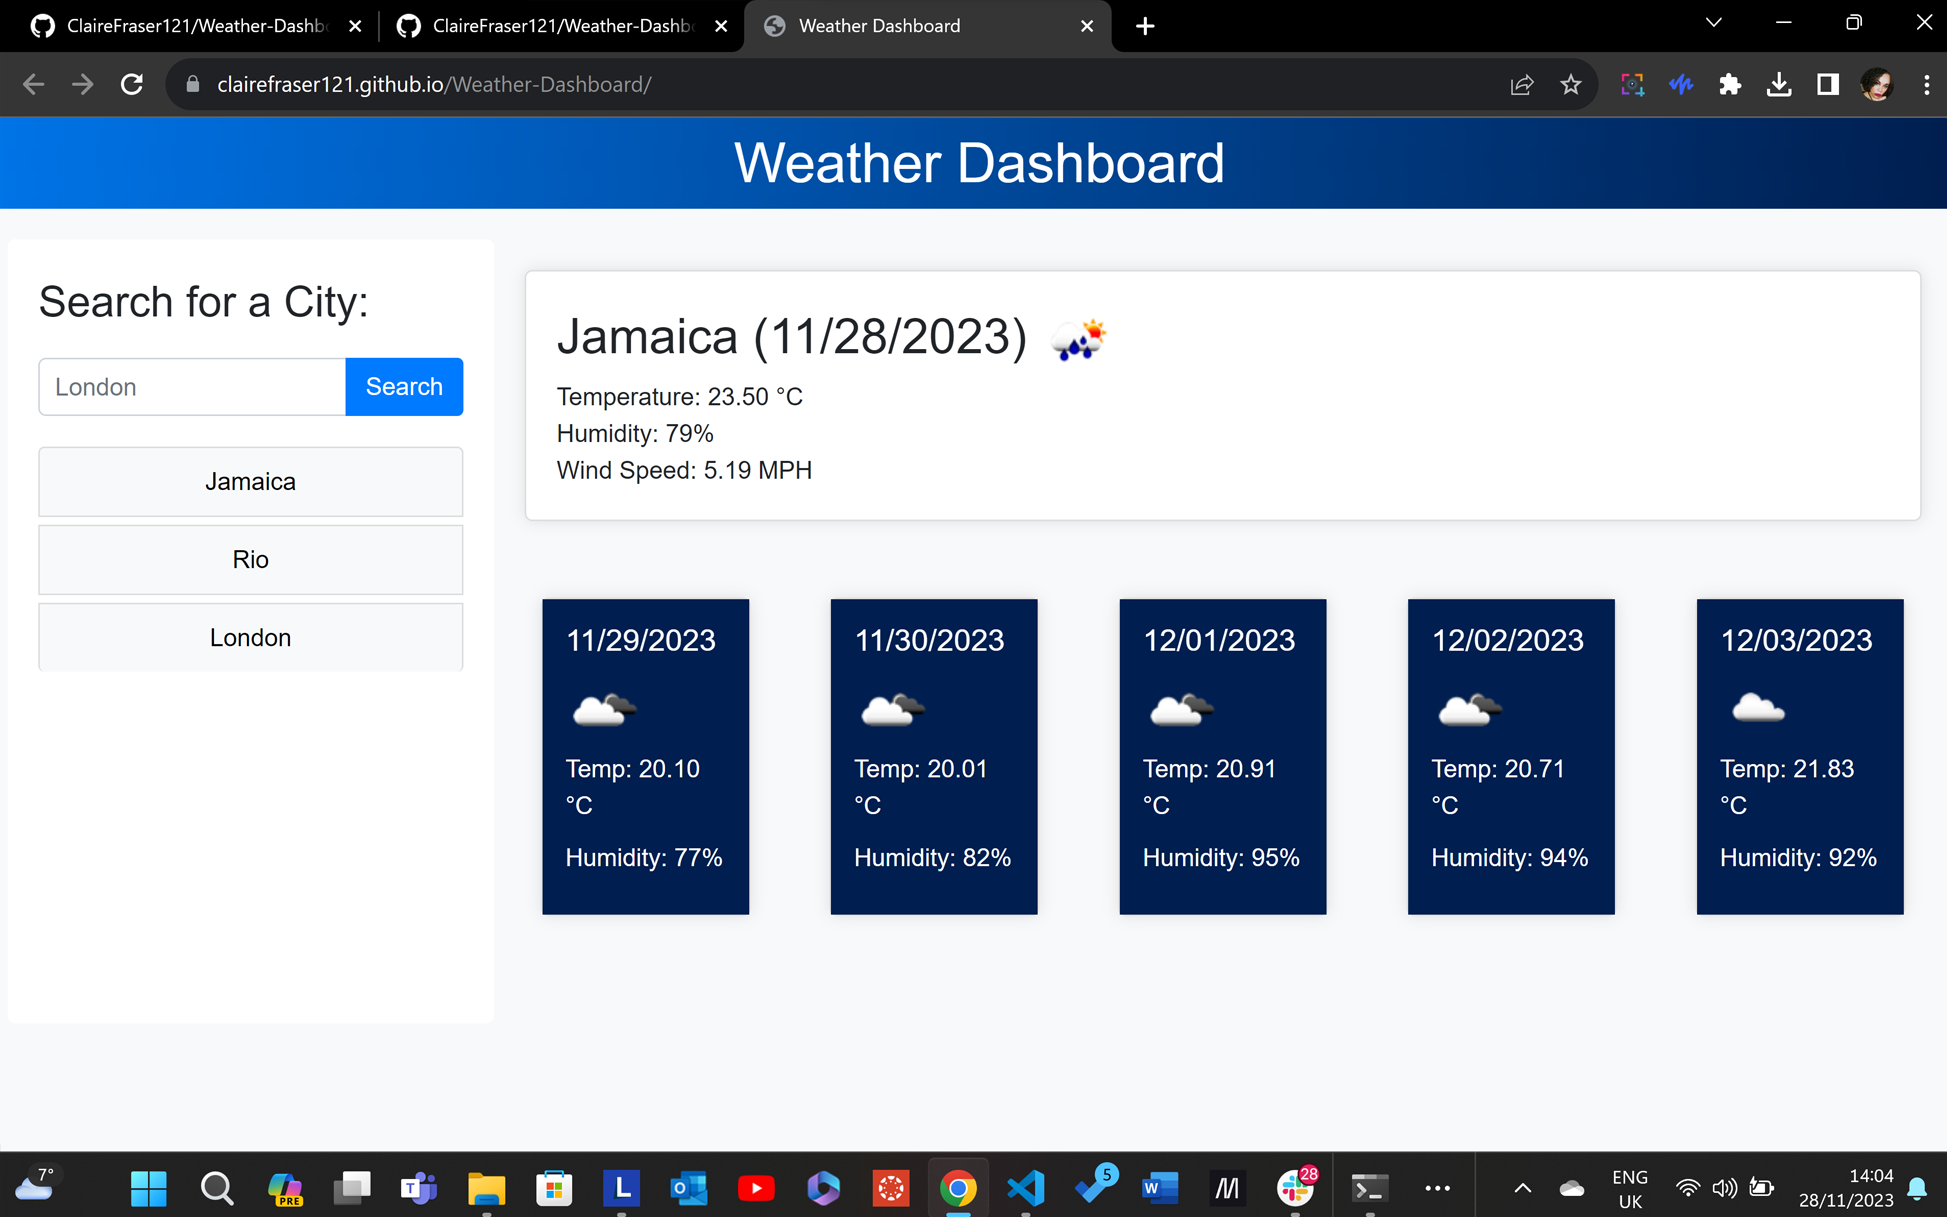 ClaireFraser121/Weather-Dashb
ClaireFraser121/Weather-Dashb
Weather Dashboard
clairefraser121.github.io/Weather-Dashboard/
Weather Dashboard
Search for a City:
London
Search
Jamaica
Rio
London
Jamaica (11/28/2023)
Temperature: 23.50 °C
Humidity: 79%
Wind Speed: 5.19 MPH
11/29/2023
Temp: 20.10
°C
Humidity: 77%
11/30/2023
Temp: 20.01
°C
Humidity: 82%
12/01/2023
Temp: 20.91
°C
Humidity: 95%
12/02/2023
Temp: 20.71
°C
Humidity: 94%
12/03/2023
Temp: 21.83
°C
Humidity: 92%
7°
PRE
T
L
O
5
W
28
ENG
UK
14:04
28/11/2023